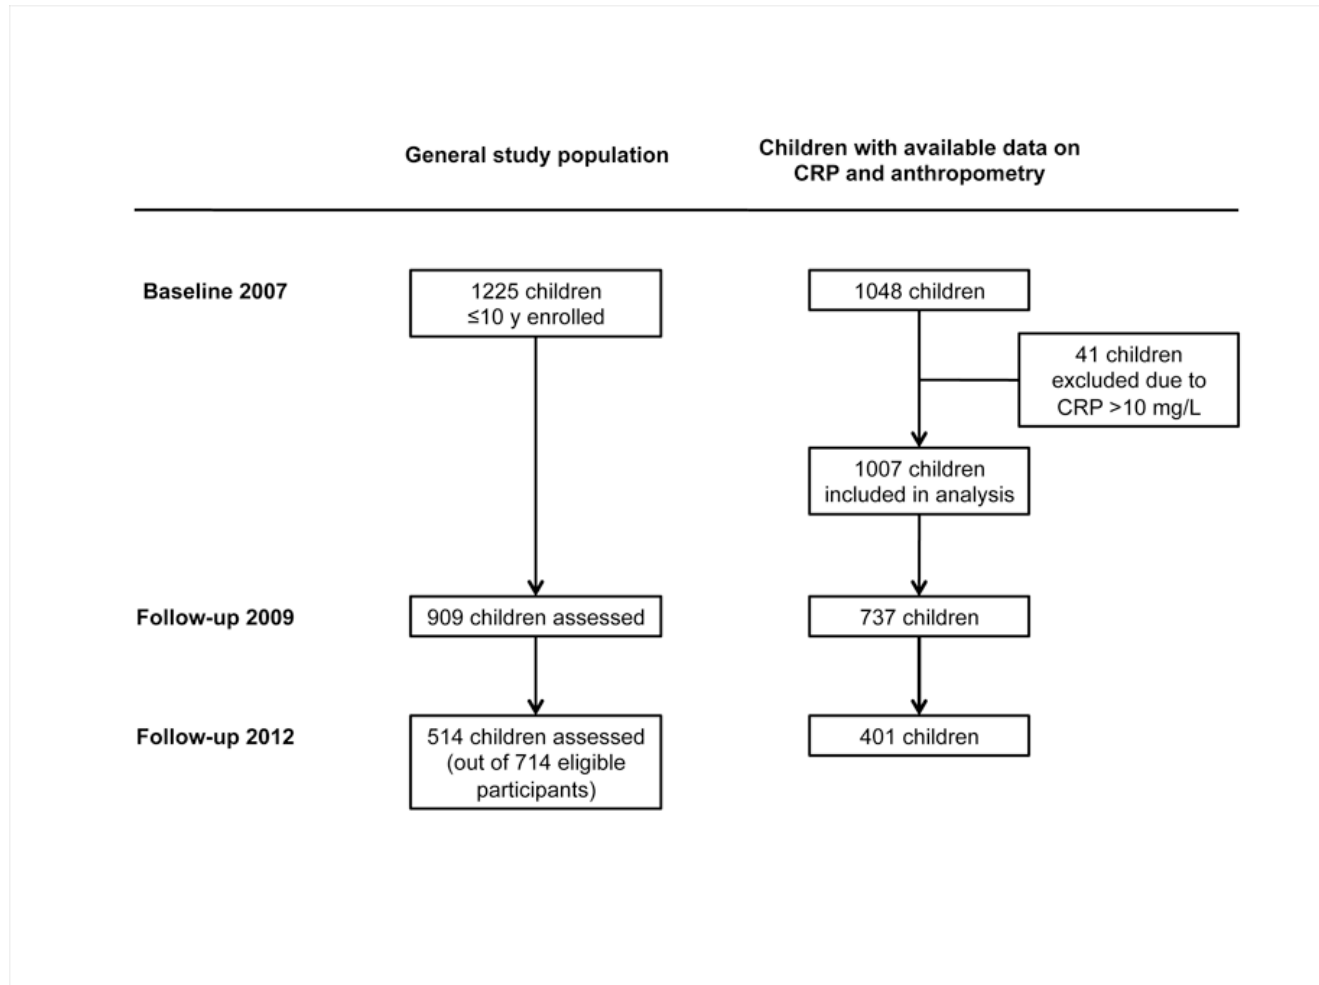 General study population
Children with available data on
CRP and anthropometry
Baseline 2007
1225 children
≤10 y enrolled
1048 children
41 children
excluded due to
CRP >10 mg/L
1007 children
included in analysis
Follow-up 2009
909 children assessed
737 children
Follow-up 2012
514 children assessed
(out of 714 eligible
participants)
401 children